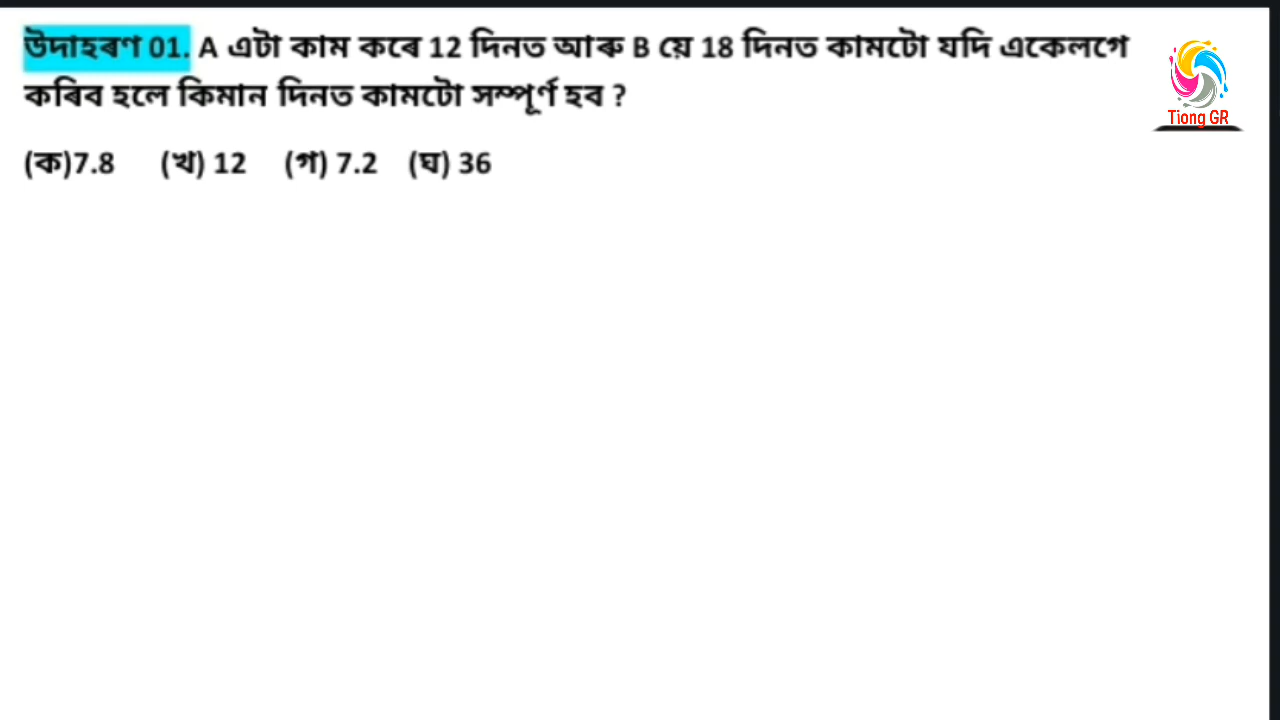 উদাহৰণ 01. A এটা কাম কৰে 12 দিনত আৰু B য়ে 18 দিনত কামটো যদি একেলগে
কৰিব হলে কিমান দিনত কামটো সম্পূৰ্ণ হব ?
(ক)7.8 (খ) 12 (গ) 7.2 (ঘ) 36
Tiong GR